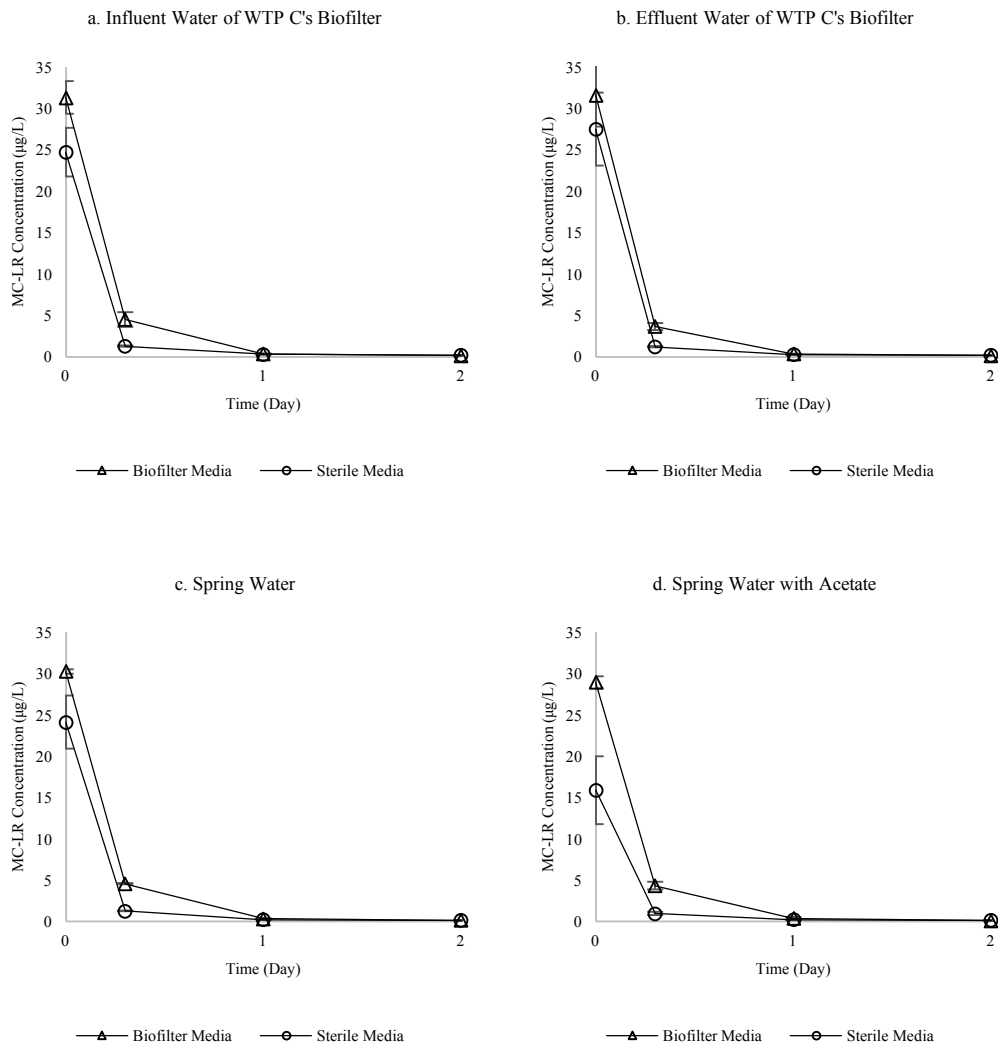 a. Influent Water of WTP C's Biofilter
MC-LR Concentration (µg/L)
35
30
25
20
15
10
5
0
0 1 2
Time (Day)
Biofilter Media Sterile Media
b. Effluent Water of WTP C's Biofilter
MC-LR Concentration (µg/L)
35
30
25
20
15
10
5
0
0 1 2
Time (Day)
Biofilter Media Sterile Media
c. Spring Water
MC-LR Concentration (µg/L)
35
30
25
20
15
10
5
0
0 1 2
Time (Day)
Biofilter Media Sterile Media
d. Spring Water with Acetate
MC-LR Concentration (µg/L)
35
30
25
20
15
10
5
0
0 1 2
Time (Day)
Biofilter Media Sterile Media